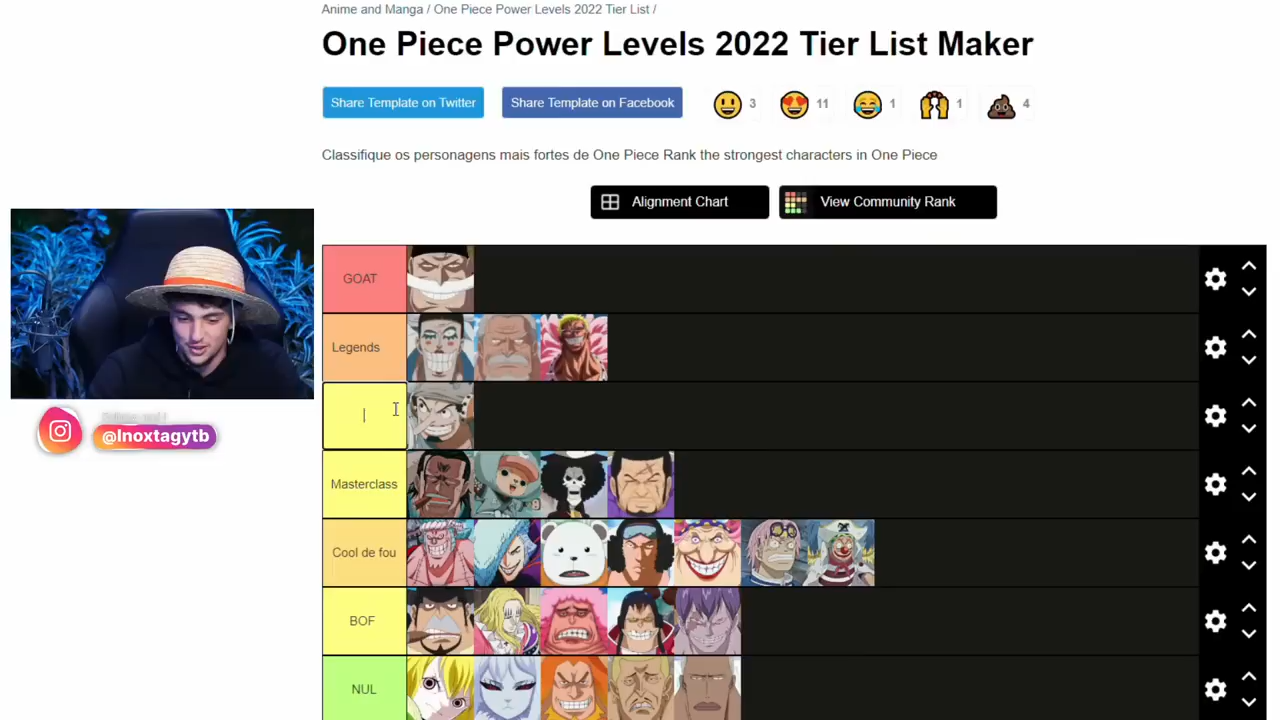 Anime and Manga / One Piece Power Levels 2022 Tier List /
One Piece Power Levels 2022 Tier List Maker
Share Template on Twitter
Share Template on Facebook
3
11
1
1
4
Classifique os personagens mais fortes de One Piece Rank the strongest characters in One Piece
Alignment Chart
View Community Rank
GOAT
Legends
@Inoxtagytb
Masterclass
Cool de fou
BOF
NUL